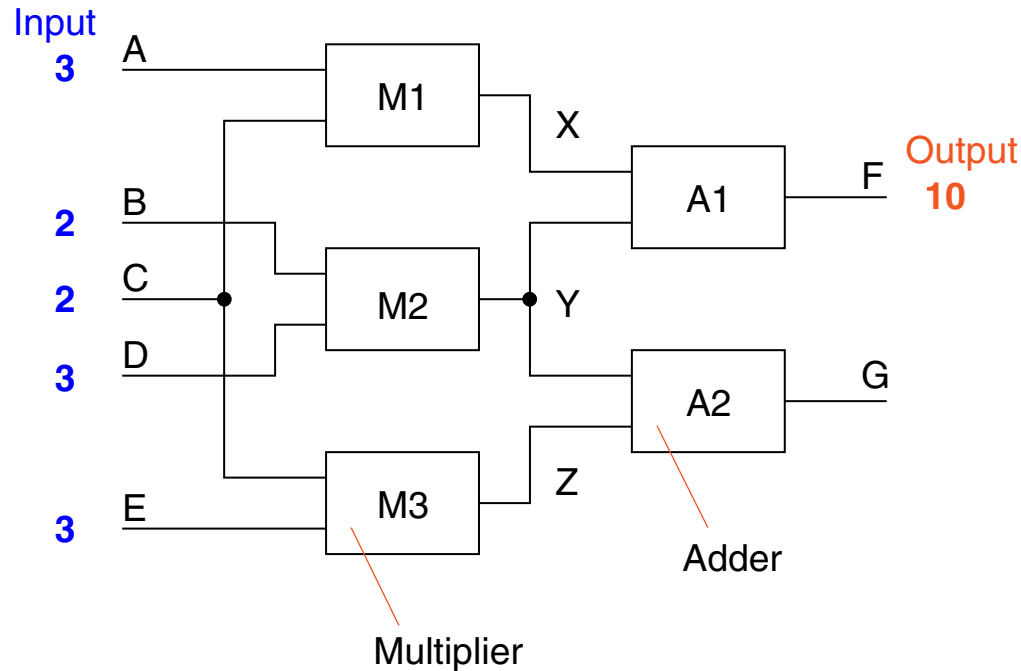 Input
3
A
M1
X
Output
10
F
A1
2
B
2
C
M2
Y
3
D
G
A2
3
E
M3
Z
Adder
Multiplier